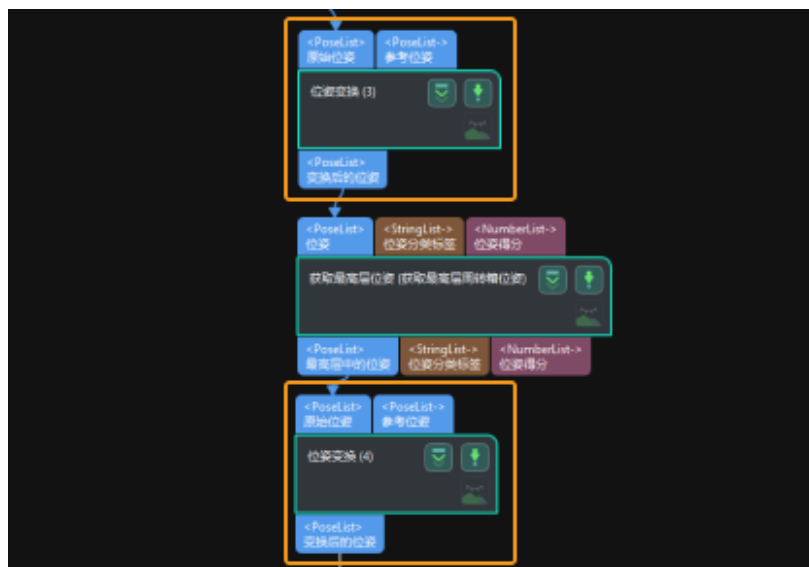 <PoseList> <PoseList->
原始位姿 参考位姿
位姿变换 (3)
<PoseList>
变换后的位姿
<PoseList> <StringList-> <NumberList->
位姿 位姿分类标签 位姿得分
获取最高层位姿 (获取最高层周转箱位姿)
<PoseList> <StringList-> <NumberList->
最高层中的位姿 位姿分类标签 位姿得分
<PoseList> <PoseList->
原始位姿 参考位姿
位姿变换 (4)
<PoseList>
变换后的位姿